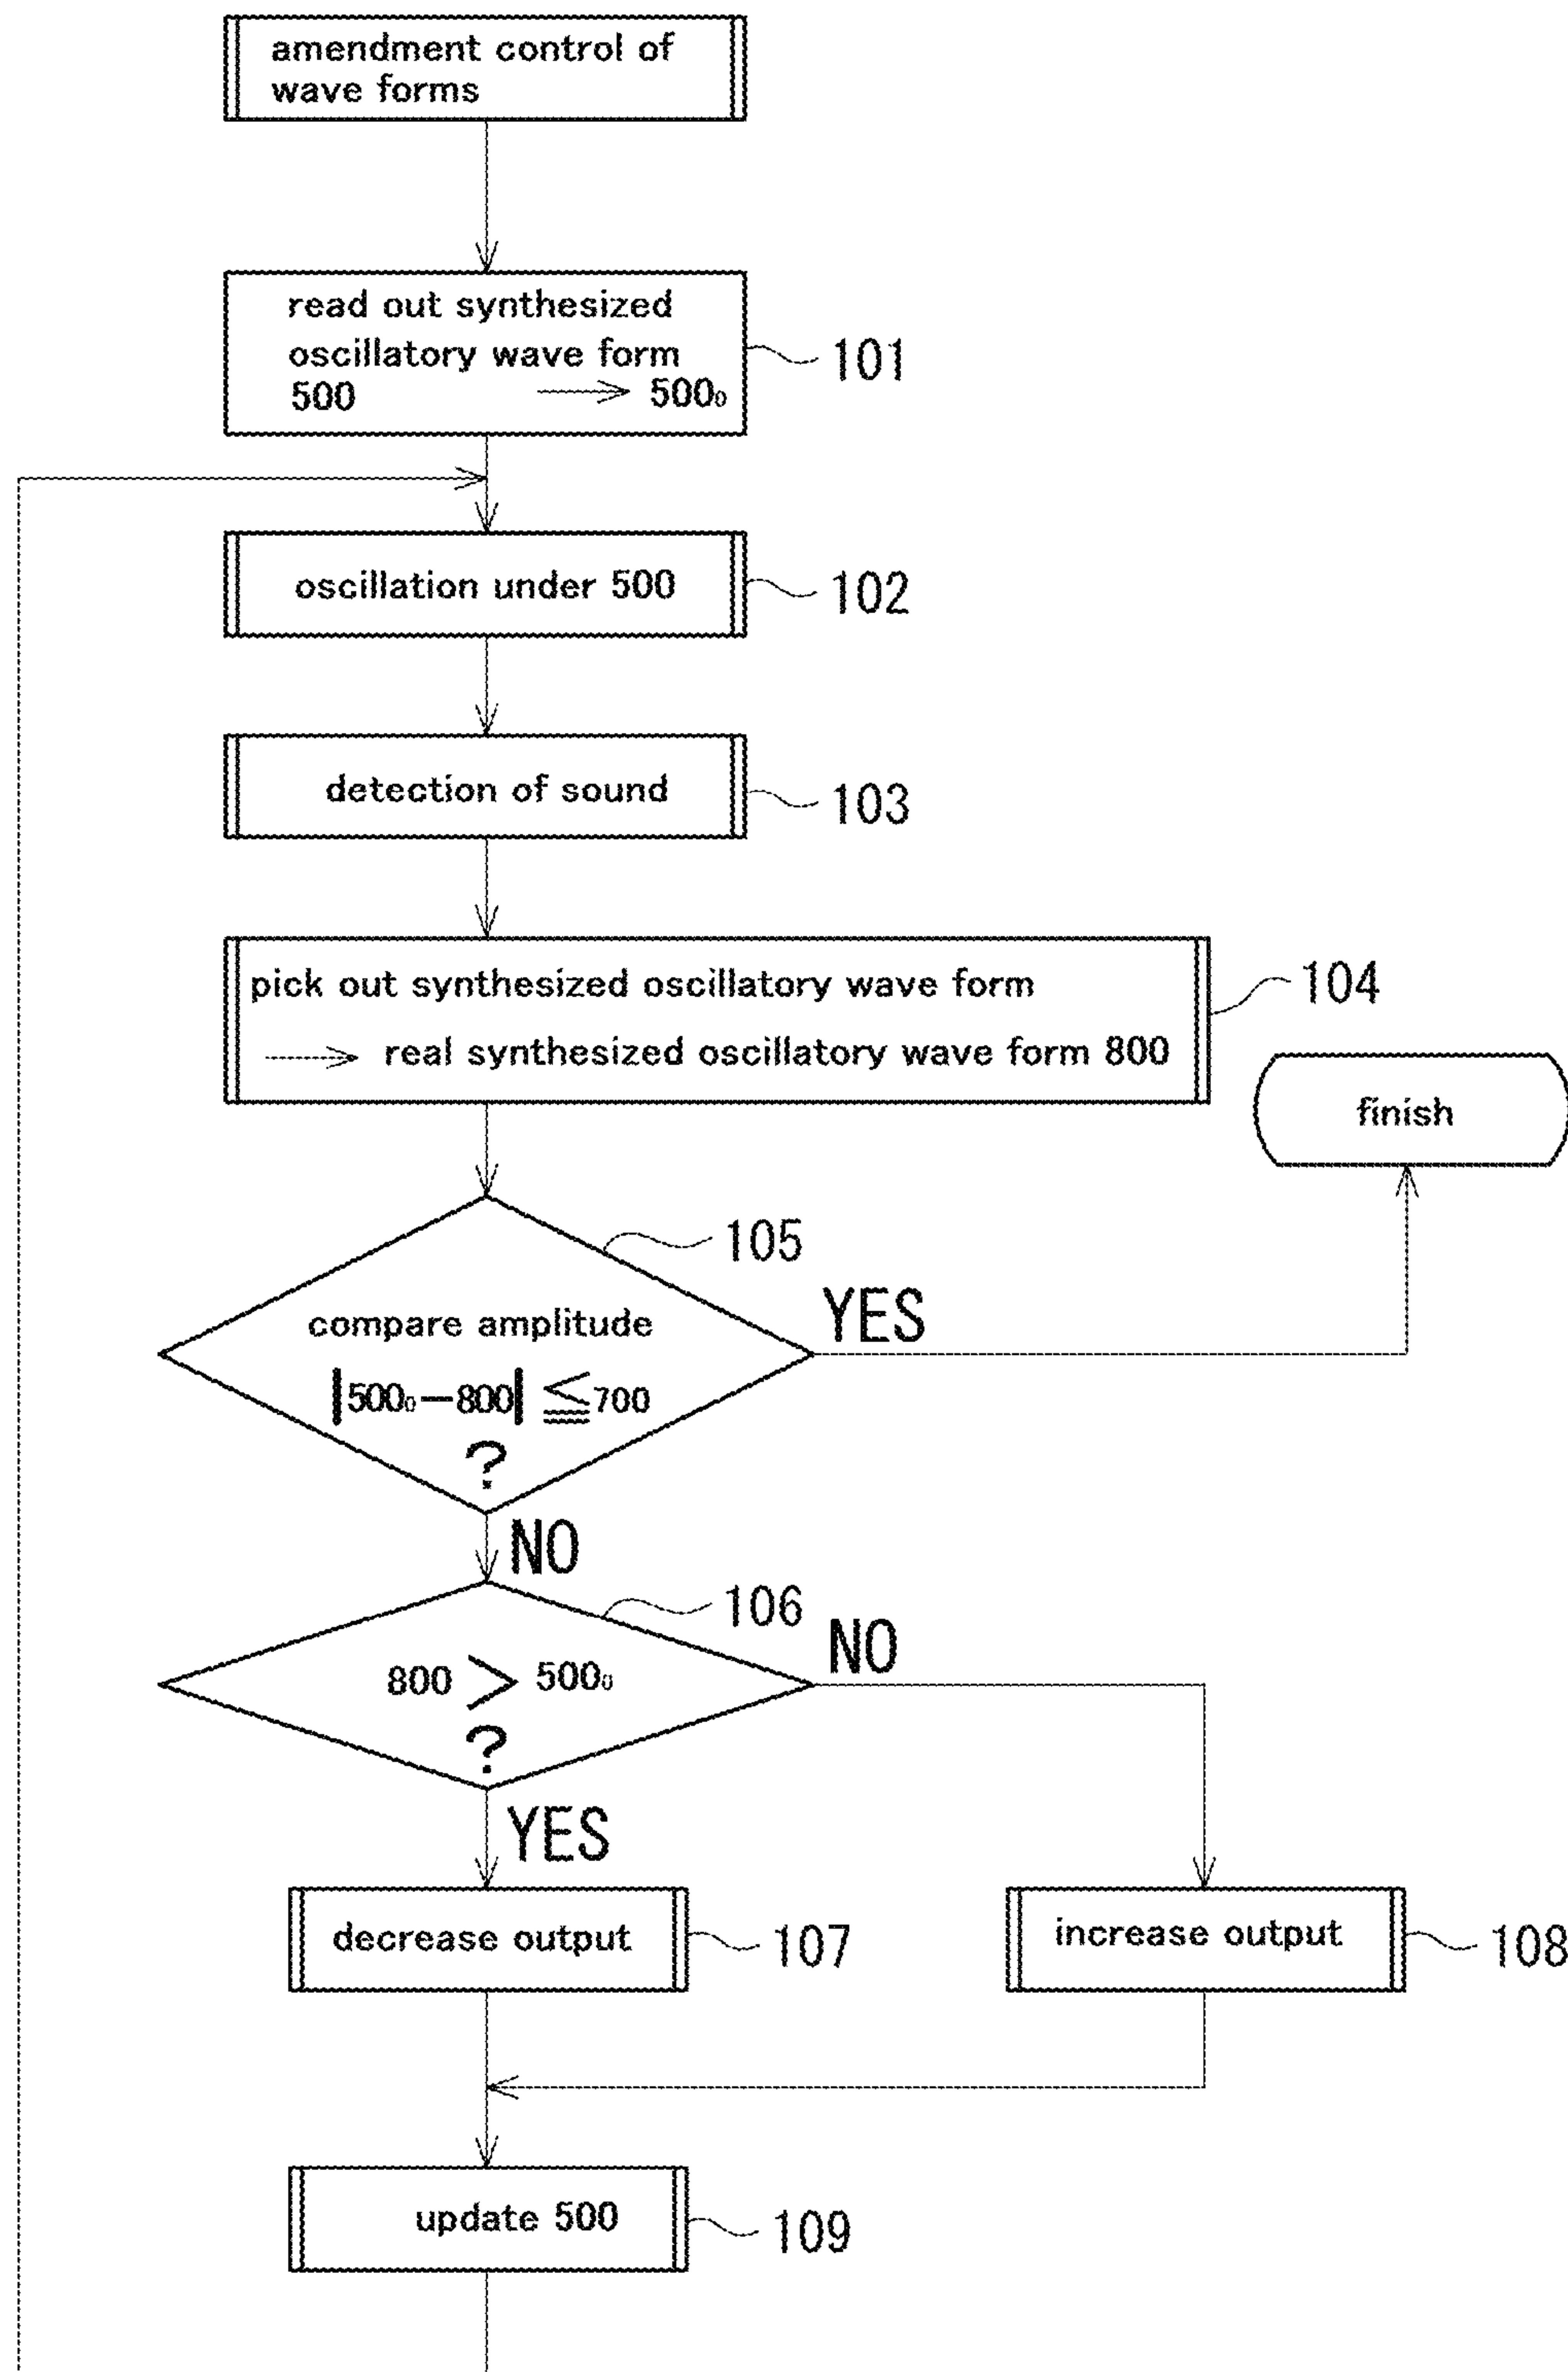 amendment control of
wave forms
read out synthesized
oscillatory wave form
500 → 500₀
101
oscillation under 500
102
detection of sound
103
pick out synthesized oscillatory wave form
→ real synthesized oscillatory wave form 800
104
finish
105
compare amplitude
YES
|500₀−800| ≦700
?
NO
106
NO
800 > 500₀
?
YES
decrease output
107
increase output
108
update 500
109